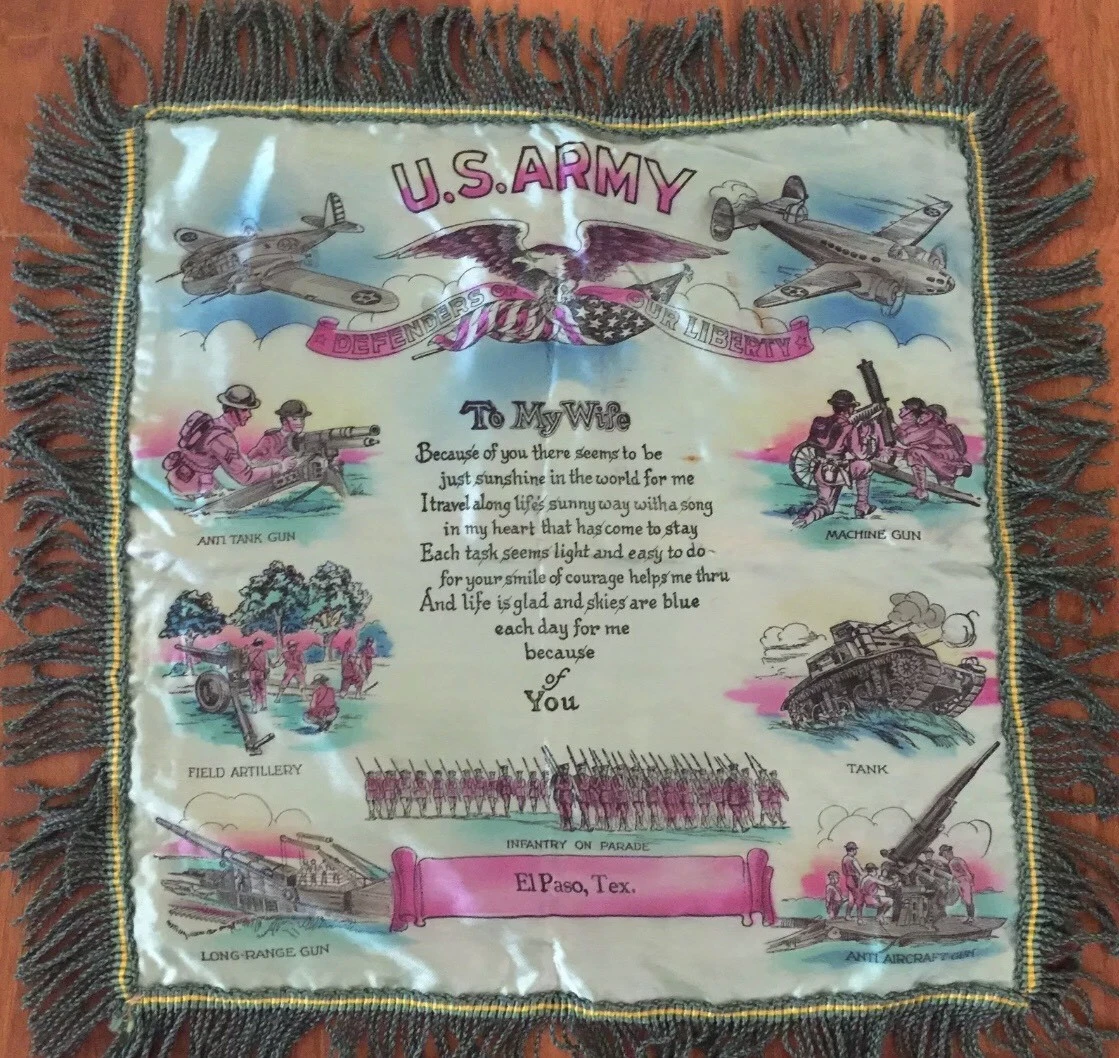 U.S. ARMY
DEFENDERS OF OUR LIBERTY
To My Wife
Because of you there seems to be
just sunshine in the world for me
I travel along life's sunny way with a song
in my heart that has come to stay
Each task seems light and easy to do-
for your smile of courage helps me thru
And life is glad and skies are blue
each day for me
because
of
You
ANTI TANK GUN
MACHINE GUN
FIELD ARTILLERY
TANK
INFANTRY ON PARADE
El Paso, Tex.
LONG-RANGE GUN
ANTI AIRCRAFT GUN